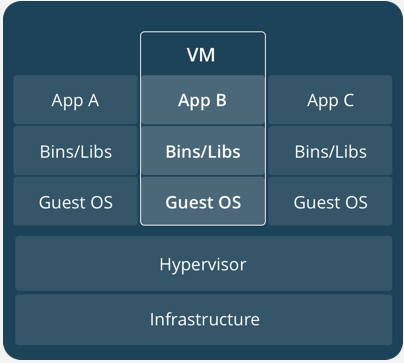 VM
App A
App B
App C
Bins/Libs
Bins/Libs
Bins/Libs
Guest OS
Guest OS
Guest OS
Hypervisor
Infrastructure